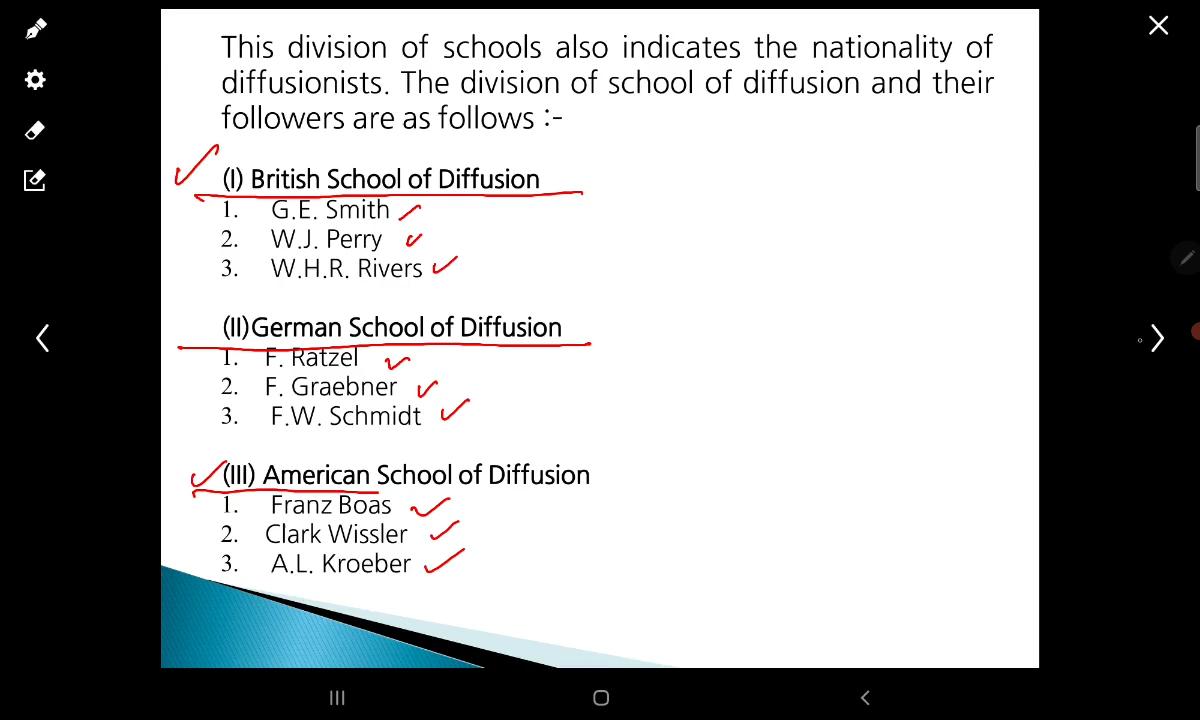 This division of schools also indicates the nationality of
diffusionists. The division of school of diffusion and their
followers are as follows :-
(I) British School of Diffusion
1. G.E. Smith
2. W.J. Perry
3. W.H.R. Rivers
(II)German School of Diffusion
1. F. Ratzel
2. F. Graebner
3. F.W. Schmidt
(III) American School of Diffusion
1. Franz Boas
2. Clark Wissler
3. A.L. Kroeber